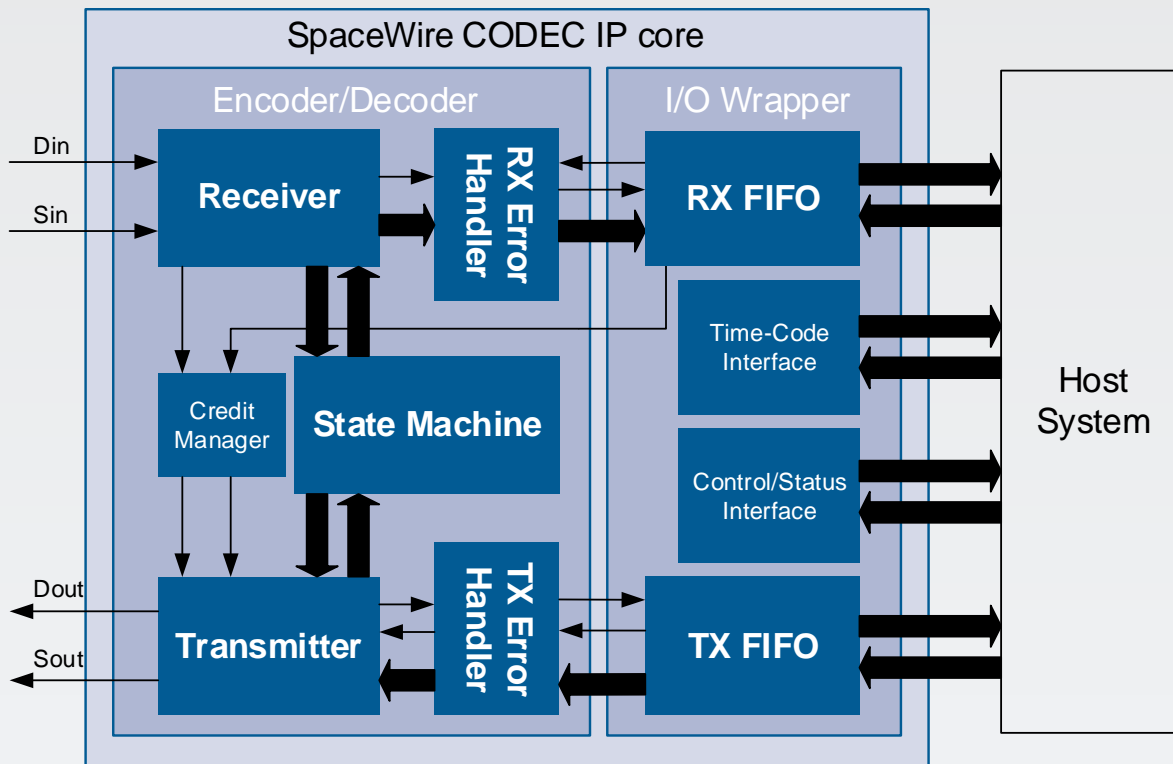 SpaceWire CODEC IP core
Encoder/Decoder
I/O Wrapper
Din
Sin
Receiver
RX Error
Handler
RX FIFO
Time-Code
Interface
Credit
Manager
State Machine
Control/Status
Interface
Host
System
Dout
Sout
Transmitter
TX Error
Handler
TX FIFO